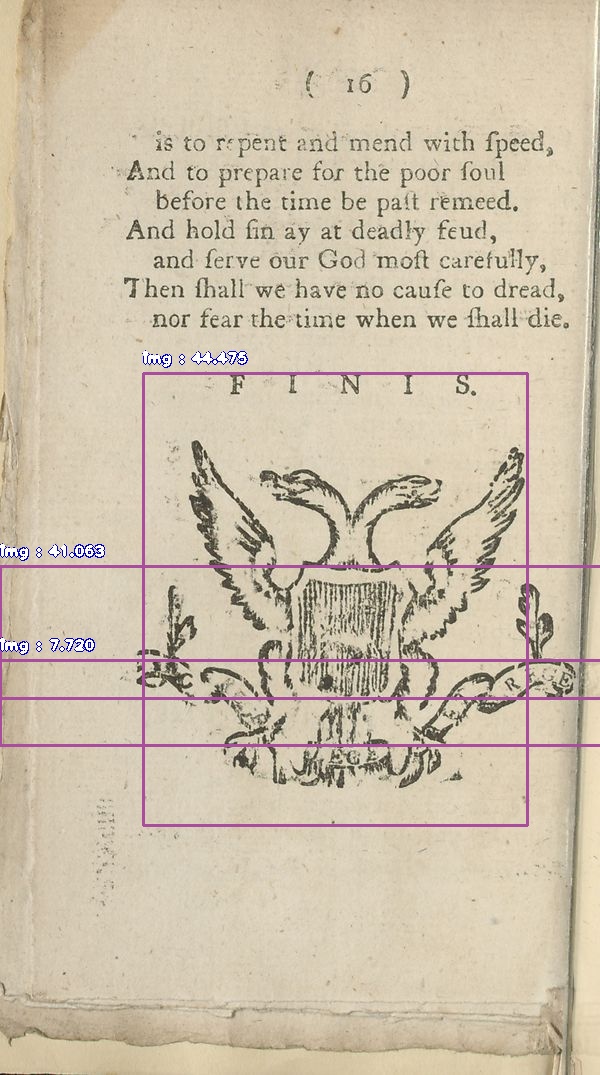 ( 16 )
is to repent and mend with ſpeed,
And to prepare for the poor ſoul
before the time be paſt remeed.
And hold ſin ay at deadly feud,
and ſerve our God moſt carefully,
Then ſhall we have no cauſe to dread,
nor fear the time when we ſhall die.
img : 44.475
F I N I S.
img : 41.063
img : 7.720